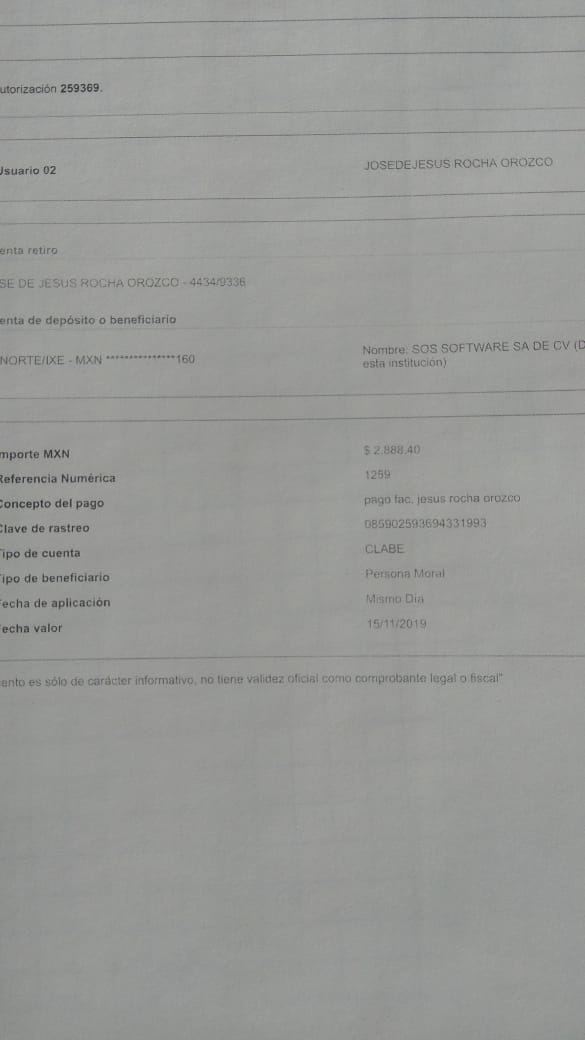 utorización 259369.
Usuario 02 JOSEDEJESUS ROCHA OROZCO
enta retiro
SE DE JESUS ROCHA OROZCO - 4434/9336
enta de depósito o beneficiario
NORTE/IXE - MXN ***************160 Nombre: SOS SOFTWARE SA DE CV (D
esta institución)
mporte MXN $ 2,888.40
Referencia Numérica 1259
Concepto del pago pago fac. jesus rocha orozco
Clave de rastreo 085902593694331993
Tipo de cuenta CLABE
Tipo de beneficiario Persona Moral
Fecha de aplicación Mismo Día
Fecha valor 15/11/2019
ento es sólo de carácter informativo, no tiene validez oficial como comprobante legal o fiscal"